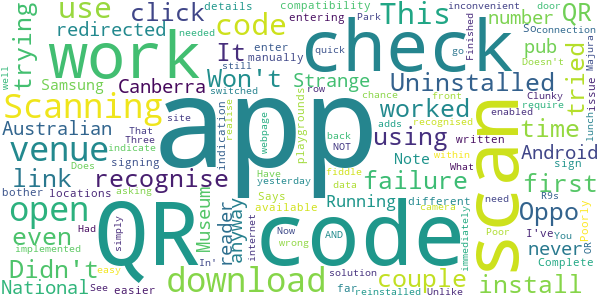 app
QR
code
scan
check
work
venue
open
download
install
Scanning
recognise
Uninstalled
failure
couple
Didn't
Won't
even
link
trying
use
click
code
This
redirected
It
Canberra
Samsung
Australian
National
Museum
reader
anyway
using
worked
Strange
number
QR
pub
tried
time
Android
first
Oppo
never
Running
Note
details
compatibility
entering
Park
inconvenient
door
needed
still
enter
manually
quick
go
Finished
So
connection
Doesn't
Majura
issue
lunch
Clunky
require
enabled
well
switched
site
That
Three
indicate
signing
Does
bother
locations
asking
Had
simply
implemented
easy
See
easier
In'
internet
indication
realise
webpage
playgrounds
row
chance
adds
front
back
NOT
recognised
written
What
within
sign
Have
yesterday
fiddle
data
Says
available
different
camera
Now
wrong
AND
solution
far
reinstalled
Unlike
immediately
need
Poor
I've
You
R9s
OR
Complete
Poorly